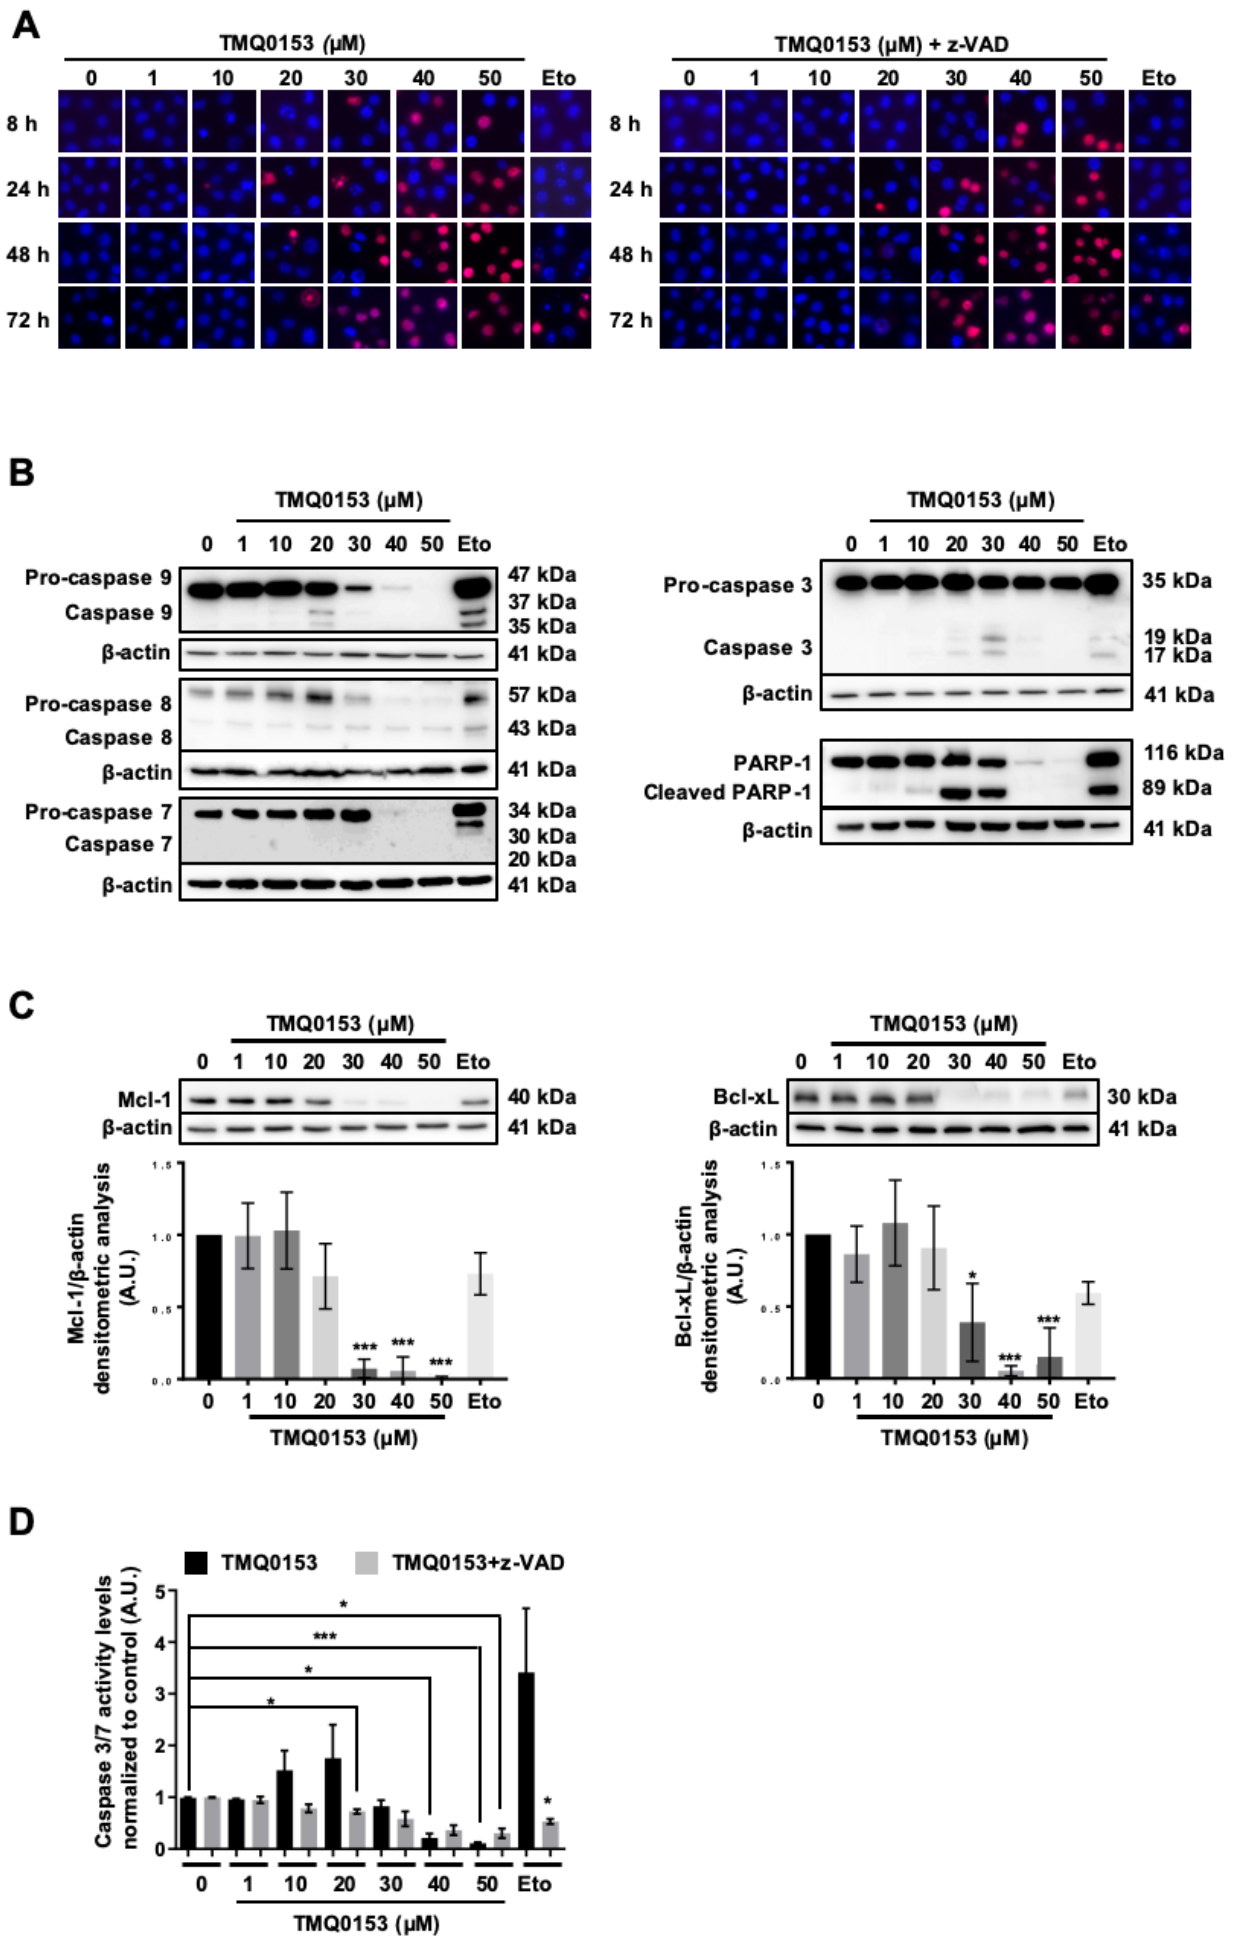 A
TMQ0153 (µM)
0 1 10 20 30 40 50 Eto
8 h
24 h
48 h
72 h
TMQ0153 (µM) + z-VAD
0 1 10 20 30 40 50 Eto
8 h
24 h
48 h
72 h
B
TMQ0153 (µM)
0 1 10 20 30 40 50 Eto
Pro-caspase 9 47 kDa
37 kDa
Caspase 9 35 kDa
β-actin 41 kDa
Pro-caspase 8 57 kDa
Caspase 8 43 kDa
β-actin 41 kDa
Pro-caspase 7 34 kDa
30 kDa
Caspase 7 20 kDa
β-actin 41 kDa
TMQ0153 (µM)
0 1 10 20 30 40 50 Eto
Pro-caspase 3 35 kDa
19 kDa
Caspase 3 17 kDa
β-actin 41 kDa
PARP-1 116 kDa
Cleaved PARP-1 89 kDa
β-actin 41 kDa
C
TMQ0153 (µM)
0 1 10 20 30 40 50 Eto
Mcl-1 40 kDa
β-actin 41 kDa
Mcl-1/β-actin
densitometric analysis
(A.U.)
1.5
1.0
0.5
0.0
*** *** ***
0 1 10 20 30 40 50 Eto
TMQ0153 (µM)
TMQ0153 (µM)
0 1 10 20 30 40 50 Eto
Bcl-xL 30 kDa
β-actin 41 kDa
Bcl-xL/β-actin
densitometric analysis
(A.U.)
1.5
1.0
0.5
0.0
* *** ***
0 1 10 20 30 40 50 Eto
TMQ0153 (µM)
D
TMQ0153 TMQ0153+z-VAD
Caspase 3/7 activity levels
normalized to control (A.U.)
5
4
3
2
1
0
*
***
*
*
*
0 1 10 20 30 40 50 Eto
TMQ0153 (µM)